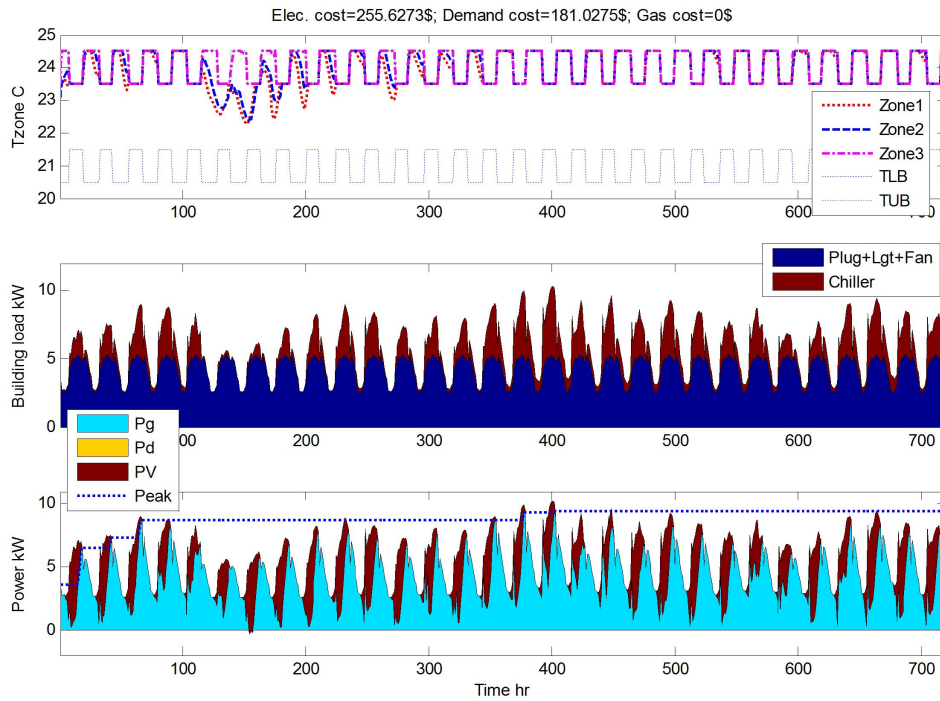 Elec. cost=255.6273$; Demand cost=181.0275$; Gas cost=0$
25
24
23
22
21
20
Tzone C
100
200
300
400
500
600
700
Zone1
Zone2
Zone3
TLB
TUB
10
5
0
Building load kW
100
200
300
400
500
600
700
Plug+Lgt+Fan
Chiller
Pg
Pd
PV
Peak
10
5
0
Power kW
100
200
300
400
500
600
700
Time hr